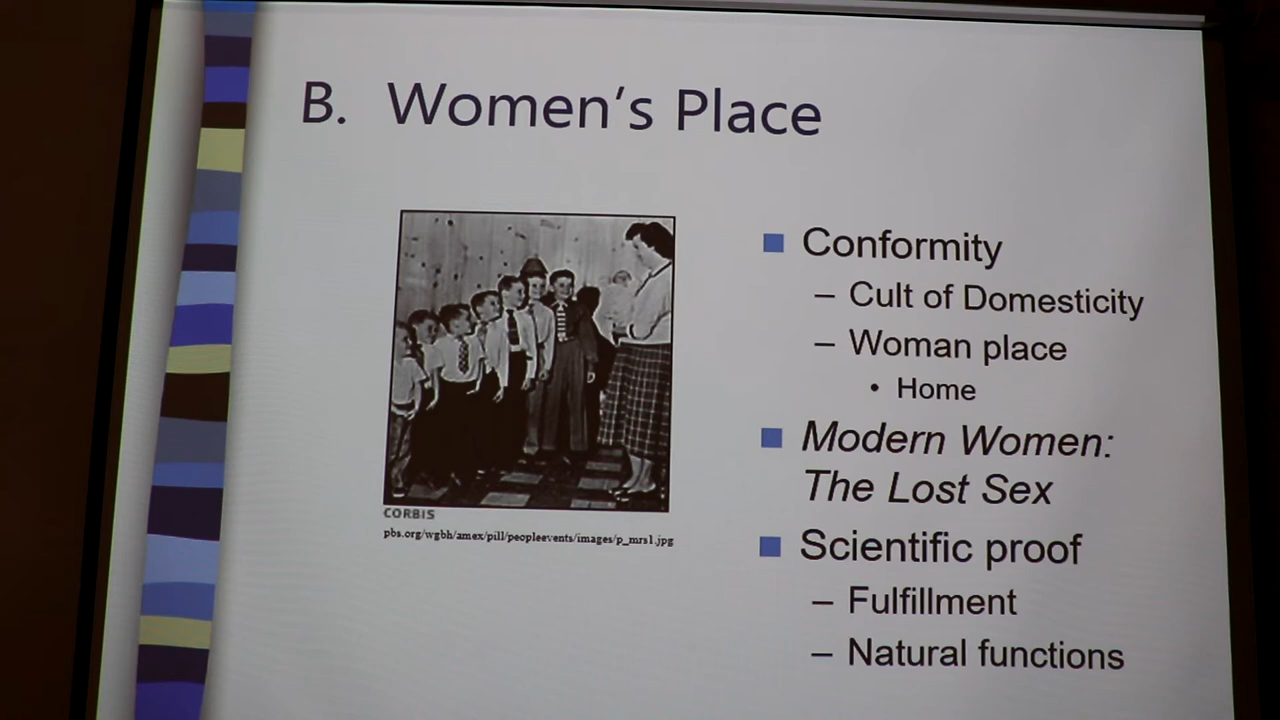 B. Women's Place
CORBIS
pbs.org/wgbh/amex/pill/peopleevents/images/p_mrs1.jpg
■ Conformity
– Cult of Domesticity
– Woman place
• Home
■ Modern Women:
The Lost Sex
■ Scientific proof
– Fulfillment
– Natural functions